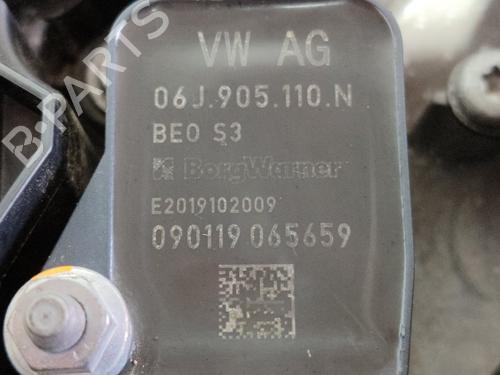 VW AG
06J.905.110.N
BEO S3
BorgWarner
E2019102009
090119 065659
B-PARTS